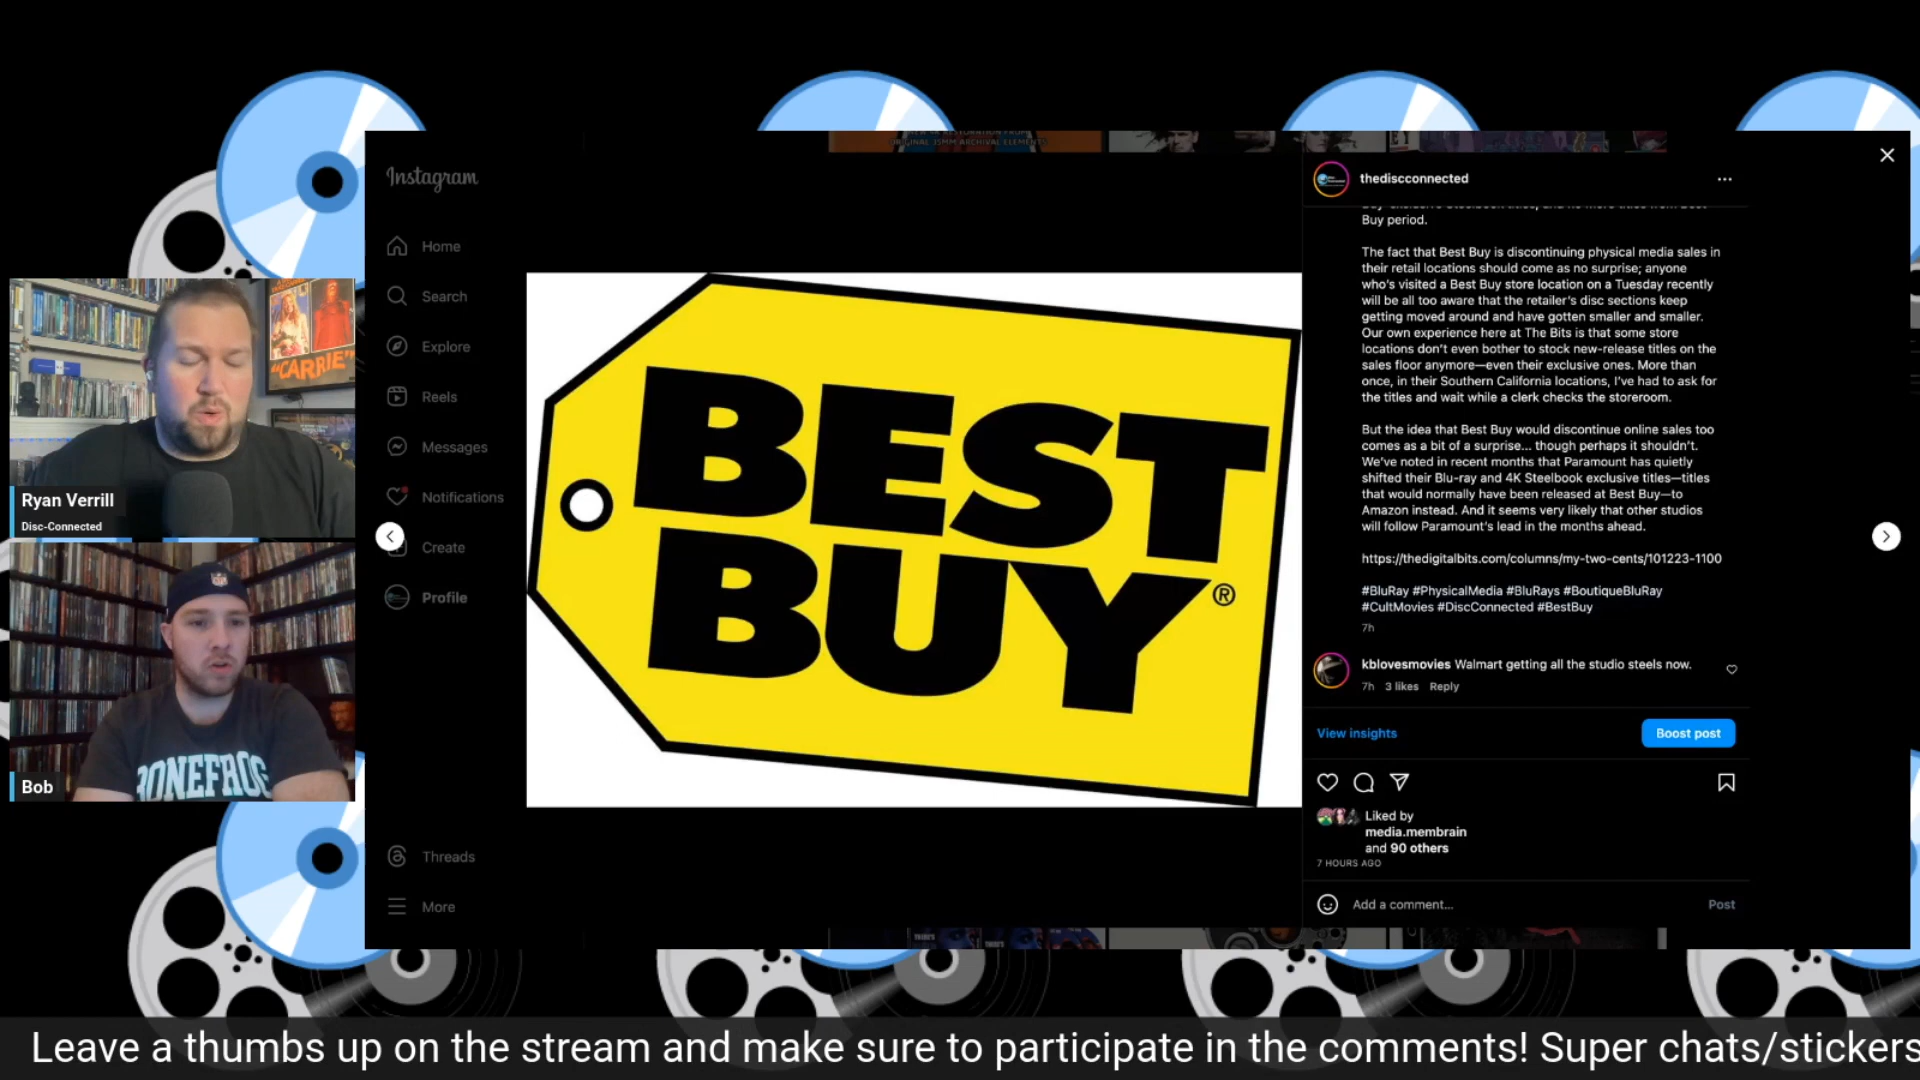 ORIGINAL 35MM ARCHIVAL ELEMENTS
Instagram
Home
Search
Explore
Reels
Messages
Notifications
Create
Profile
Threads
More
"CARRIE"
Ryan Verrill
Disc-Connected
BONEFROG
Bob
BEST
BUY®
thediscconnected
Buy period.
The fact that Best Buy is discontinuing physical media sales in
their retail locations should come as no surprise; anyone
who's visited a Best Buy store location on a Tuesday recently
will be all too aware that the retailer's disc sections keep
getting moved around and have gotten smaller and smaller.
Our own experience here at The Bits is that some store
locations don't even bother to stock new-release titles on the
sales floor anymore—even their exclusive ones. More than
once, in their Southern California locations, I've had to ask for
the titles and wait while a clerk checks the storeroom.
But the idea that Best Buy would discontinue online sales too
comes as a bit of a surprise... though perhaps it shouldn't.
We've noted in recent months that Paramount has quietly
shifted their Blu-ray and 4K Steelbook exclusive titles—titles
that would normally have been released at Best Buy—to
Amazon instead. And it seems very likely that other studios
will follow Paramount's lead in the months ahead.
https://thedigitalbits.com/columns/my-two-cents/101223-1100
#BluRay #PhysicalMedia #BluRays #BoutiqueBluRay
#CultMovies #DiscConnected #BestBuy
7h
kblovesmovies Walmart getting all the studio steels now.
7h 3 likes Reply
View insights
Boost post
Liked by
media.membrain
and 90 others
7 HOURS AGO
Add a comment...
Post
Leave a thumbs up on the stream and make sure to participate in the comments! Super chats/stickers